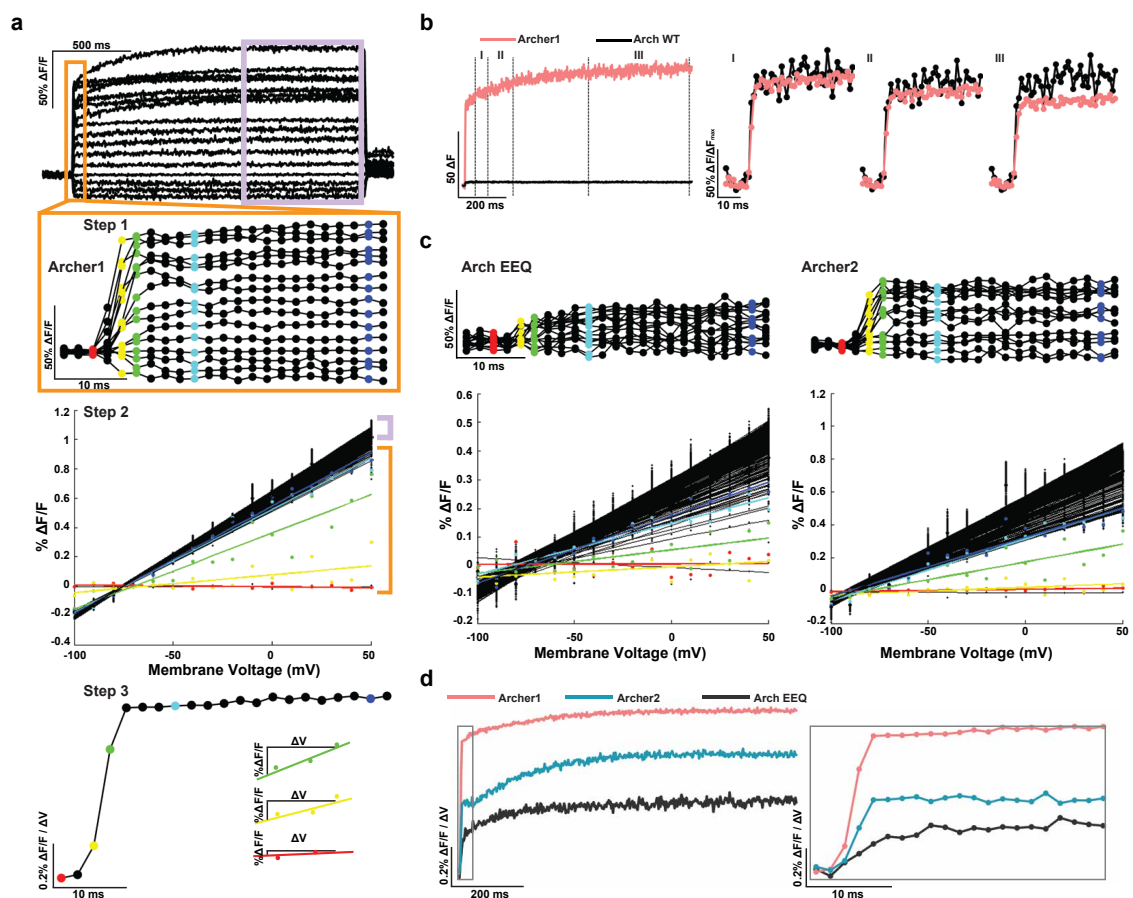 a
500 ms
50% ΔF/F
Step 1
Archer1
50% ΔF/F
10 ms
Step 2
1.2
1
0.8
0.6
0.4
0.2
0
-0.2
-0.4
% ΔF/F
-100
-50
0
50
Membrane Voltage (mV)
Step 3
ΔV
%ΔF/F
ΔV
%ΔF/F
ΔV
%ΔF/F
0.2% ΔF/F / ΔV
10 ms
b
Archer1
Arch WT
I
II
III
50 ΔF
200 ms
I
II
III
50% ΔF/ΔFmax
10 ms
c
Arch EEQ
50% ΔF/F
10 ms
Archer2
0.6
0.5
0.4
0.3
0.2
0.1
0
-0.1
-0.2
% ΔF/F
-100
-50
0
50
Membrane Voltage (mV)
1.2
1
0.8
0.6
0.4
0.2
0
-0.2
% ΔF/F
-100
-50
0
50
Membrane Voltage (mV)
d
Archer1
Archer2
Arch EEQ
0.2% ΔF/F / ΔV
200 ms
0.2% ΔF/F / ΔV
10 ms